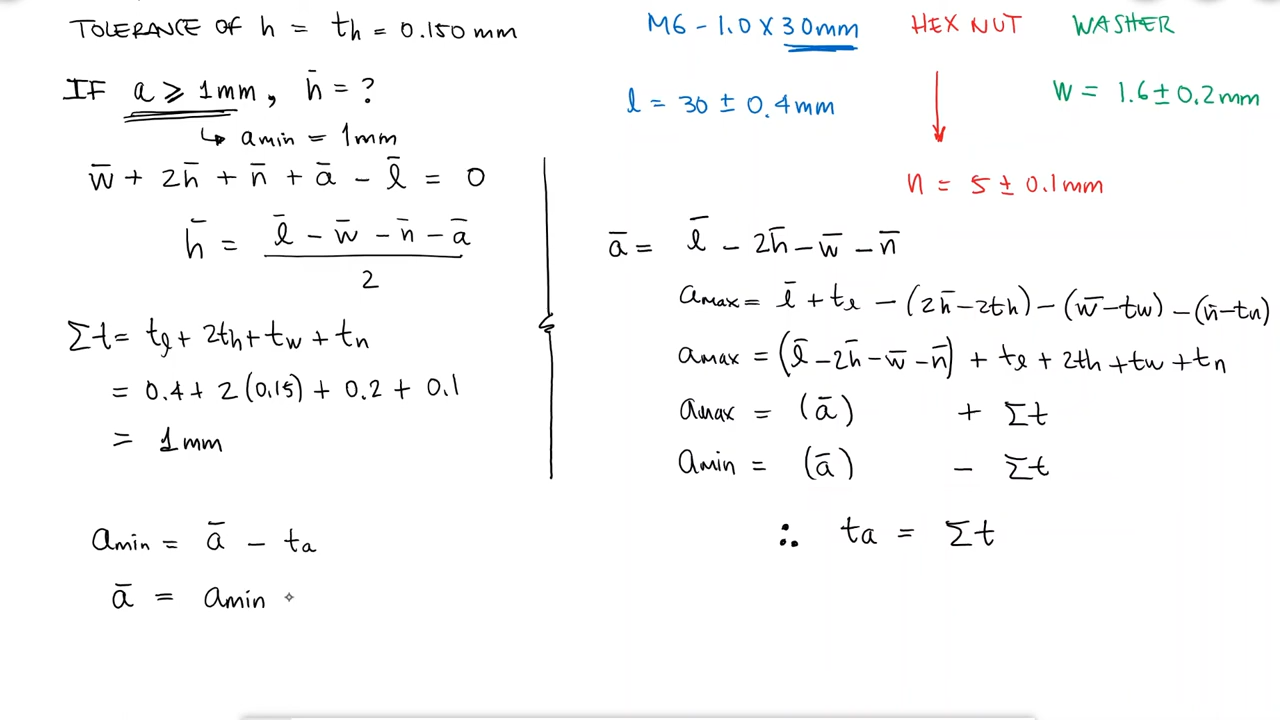 TOLERANCE OF h = th = 0.150 mm
IF a ⩾ 1mm, h̄ = ?
↳ amin = 1mm
w̄ + 2h̄ + n̄ + ā - l̄ = 0
h̄ = l̄ - w̄ - n̄ - ā
2
Σt = tl + 2th + tw + tn
= 0.4 + 2(0.15) + 0.2 + 0.1
= 1mm
amin = ā - ta
ā = amin
M6 - 1.0 × 30mm
HEX NUT
WASHER
l = 30 ± 0.4mm
w = 1.6 ± 0.2mm
n = 5 ± 0.1mm
ā = l̄ - 2h̄ - w̄ - n̄
amax = l̄ + tl - (2h̄ - 2th) - (w̄ - tw) - (n̄ - tn)
amax = (l̄ - 2h̄ - w̄ - n̄) + tl + 2th + tw + tn
amax = (ā) + Σt
amin = (ā) - Σt
∴ ta = Σt